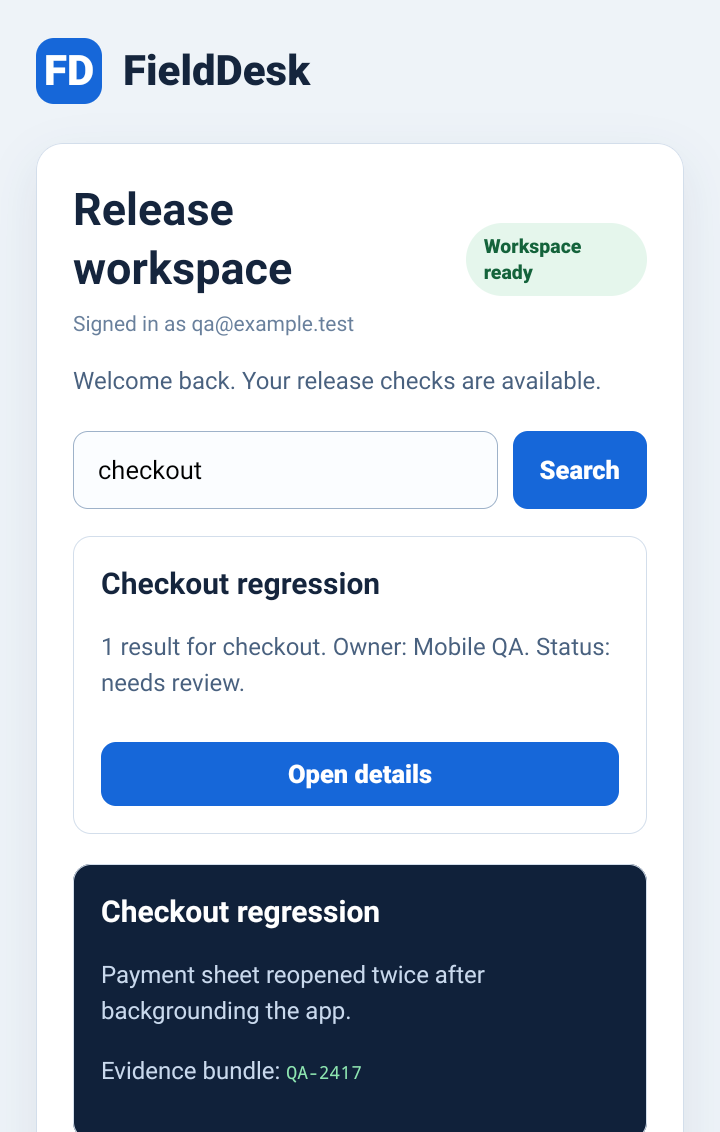 FD FieldDesk
Release
workspace
Workspace
ready
Signed in as qa@example.test
Welcome back. Your release checks are available.
checkout
Search
Checkout regression
1 result for checkout. Owner: Mobile QA. Status:
needs review.
Open details
Checkout regression
Payment sheet reopened twice after
backgrounding the app.
Evidence bundle: QA-2417